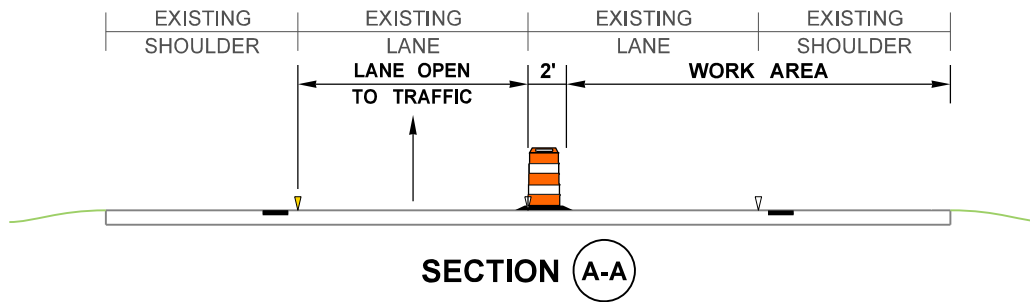 EXISTING EXISTING EXISTING EXISTING
SHOULDER LANE LANE SHOULDER
LANE OPEN 2' WORK AREA
TO TRAFFIC
SECTION A-A